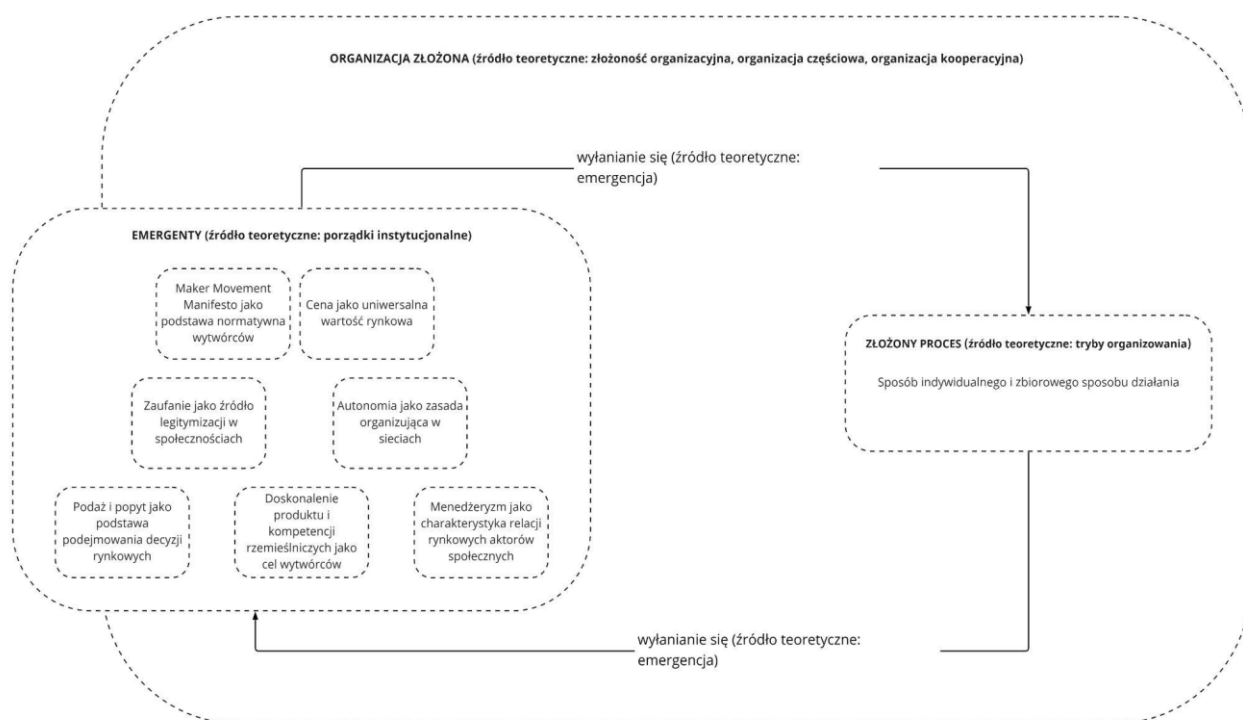 ORGANIZACJA ZŁOŻONA (źródło teoretyczne: złożoność organizacyjna, organizacja częściowa, organizacja kooperacyjna)
wyłanianie się (źródło teoretyczne:
emergencja)
EMERGENTY (źródło teoretyczne: porządki instytucjonalne)
Maker Movement
Manifesto jako
podstawa normatywna
wytwórców
Cena jako uniwersalna
wartość rynkowa
Zaufanie jako źródło
legitymizacji w
społecznościach
Autonomia jako zasada
organizująca w
sieciach
Podaż i popyt jako
podstawa
podejmowania decyzji
rynkowych
Doskonalenie
produktu i
kompetencji
rzemieślniczych jako
cel wytwórców
Menedżeryzm jako
charakterystyka relacji
rynkowych aktorów
społecznych
ZŁOŻONY PROCES (źródło teoretyczne: tryby organizowania)
Sposób indywidualnego i zbiorowego sposobu działania
wyłanianie się (źródło teoretyczne:
emergencja)